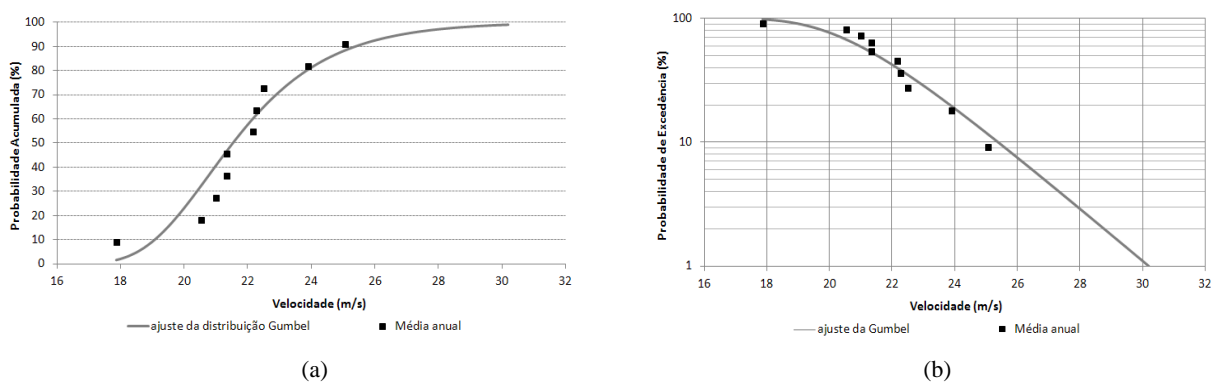 100
90
80
70
60
50
40
30
20
10
0
Probabilidade Acumulada (%)
16 18 20 22 24 26 28 30 32
Velocidade (m/s)
ajuste da distribuição Gumbel Média anual
(a)
100
10
1
Probabilidade de Excedência (%)
16 18 20 22 24 26 28 30 32
Velocidade (m/s)
ajuste da Gumbel Média anual
(b)